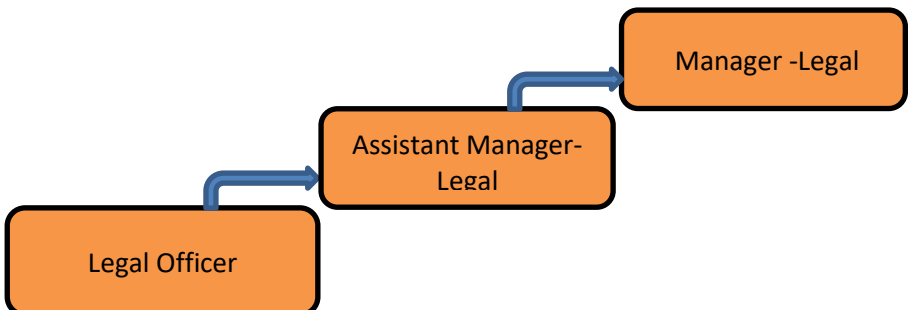 Manager -Legal
Assistant Manager-
Legal
Legal Officer